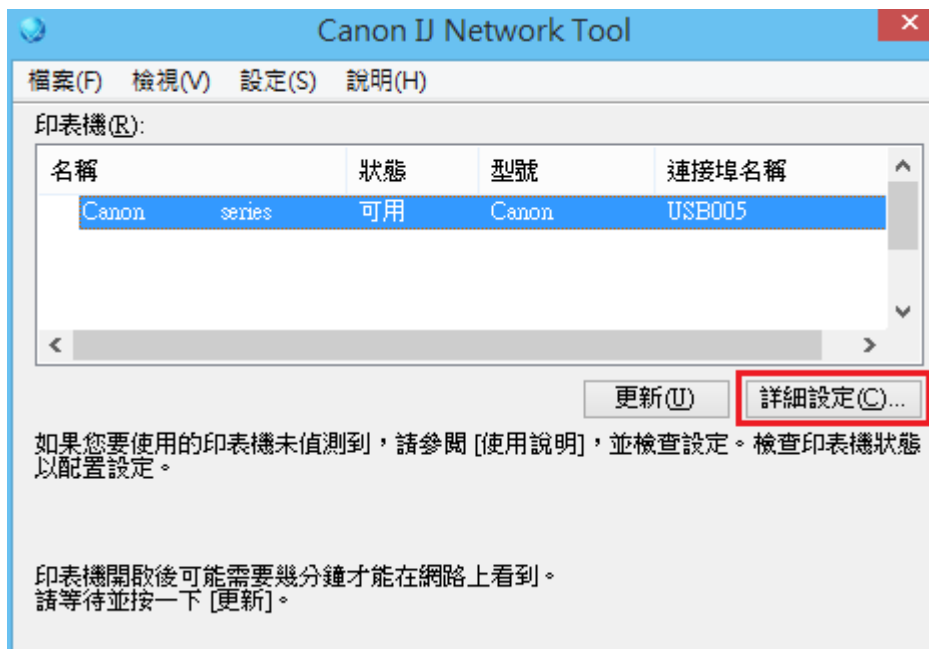 Canon IJ Network Tool
檔案(F) 檢視(V) 設定(S) 說明(H)
印表機(R):
名稱 狀態 型號 連接埠名稱
Canon series 可用 Canon USB005
更新(U) 詳細設定(C)...
如果您要使用的印表機未偵測到，請參閱 [使用說明]，並檢查設定。檢查印表機狀態
以配置設定。
印表機開啟後可能需要幾分鐘才能在網路上看到。
請等待並按一下 [更新]。